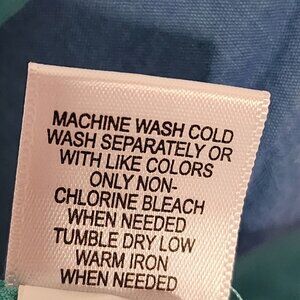 MACHINE WASH COLD
WASH SEPARATELY OR
WITH LIKE COLORS
ONLY NON-
CHLORINE BLEACH
WHEN NEEDED
TUMBLE DRY LOW
WARM IRON
WHEN NEEDED